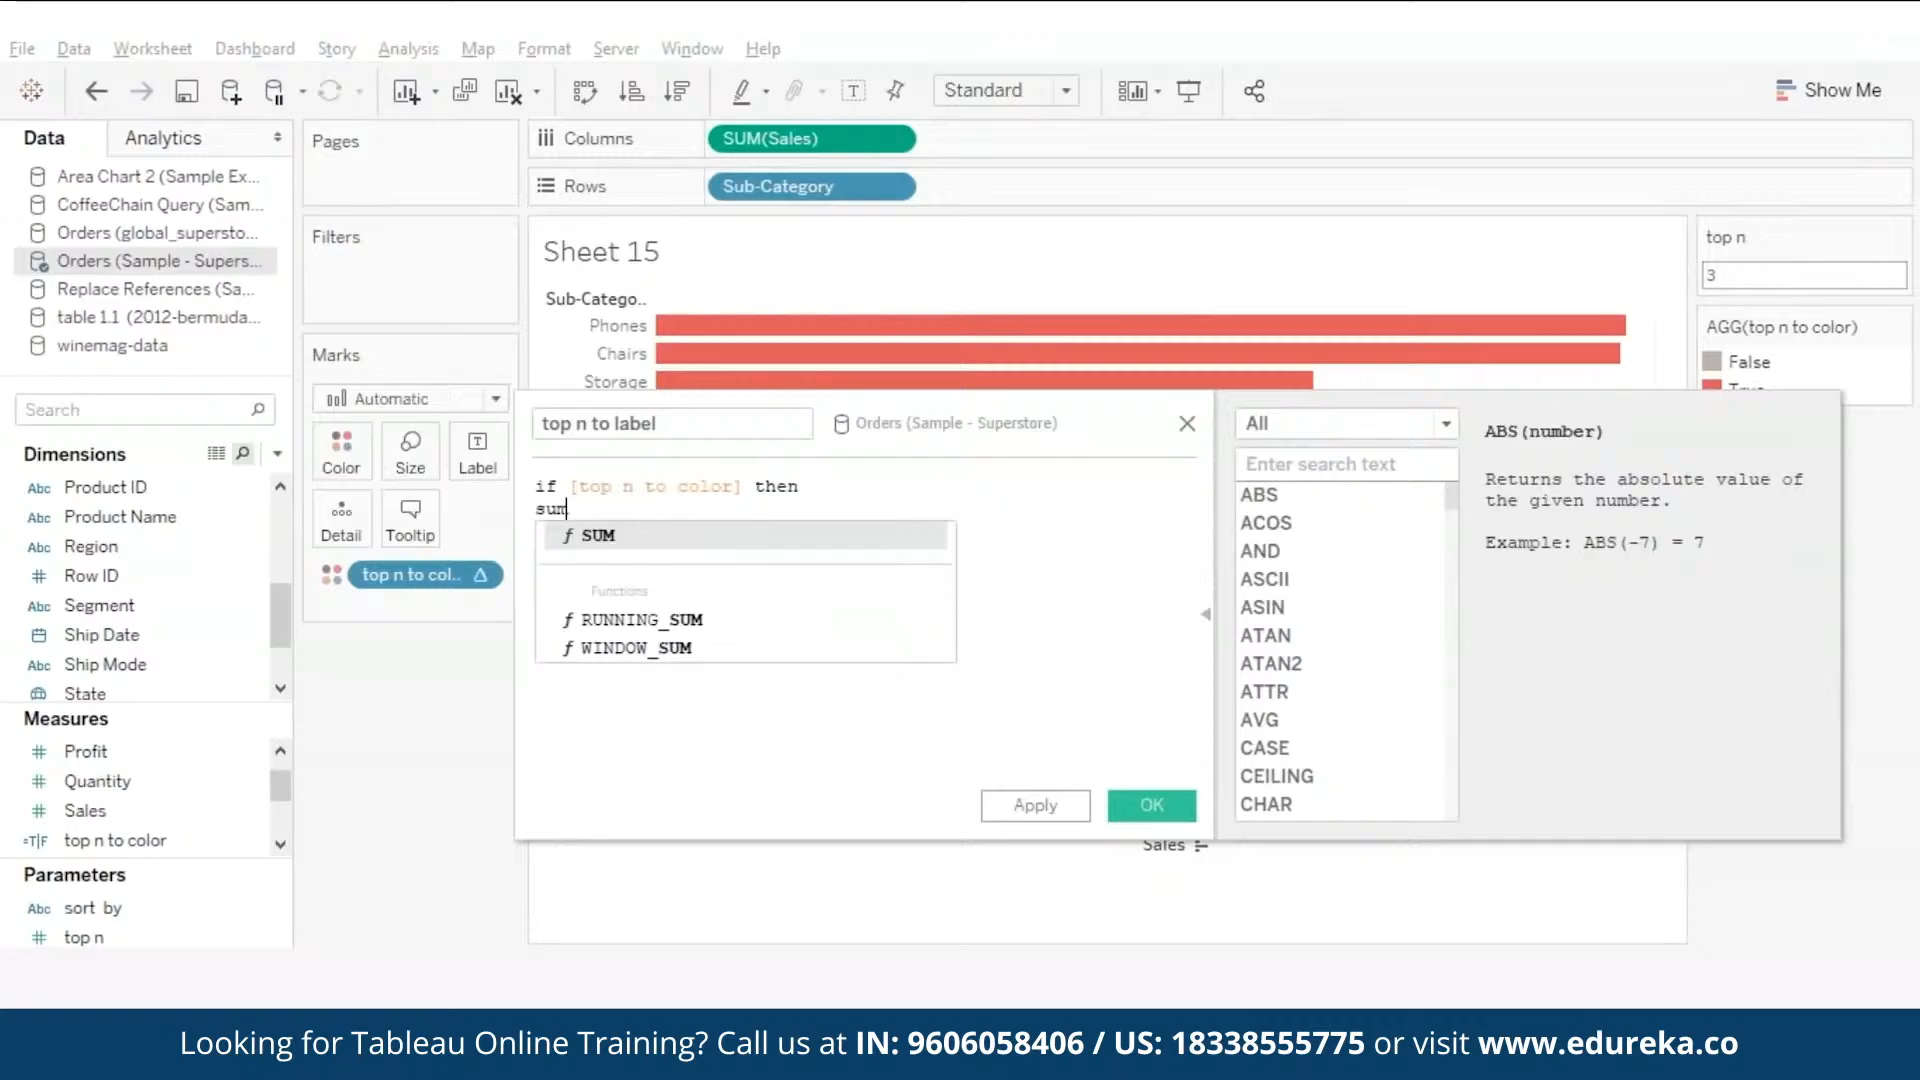 File Data Worksheet Dashboard Story Analysis Map Format Server Window Help
Standard
Show Me
Data Analytics
Area Chart 2 (Sample Ex...
CoffeeChain Query (Sam...
Orders (global_supersto...
Orders (Sample - Supers...
Replace References (Sa...
table 1.1 (2012-bermuda...
winemag-data
Search
Dimensions
Abc Product ID
Abc Product Name
Abc Region
# Row ID
Abc Segment
Ship Date
Abc Ship Mode
State
Measures
# Profit
# Quantity
# Sales
=T|F top n to color
Parameters
Abc sort by
# top n
Pages
Filters
Marks
Automatic
Color Size Label
Detail Tooltip
top n to col..
Columns SUM(Sales)
Rows Sub-Category
Sheet 15
Sub-Catego..
Phones
Chairs
Storage
top n to label
Orders (Sample - Superstore)
if [top n to color] then
sum
f SUM
Functions
f RUNNING_SUM
f WINDOW_SUM
Apply OK
Sales
All
Enter search text
ABS
ACOS
AND
ASCII
ASIN
ATAN
ATAN2
ATTR
AVG
CASE
CEILING
CHAR
ABS(number)
Returns the absolute value of
the given number.
Example: ABS(-7) = 7
top n
3
AGG(top n to color)
False
True
Looking for Tableau Online Training? Call us at IN: 9606058406 / US: 18338555775 or visit www.edureka.co